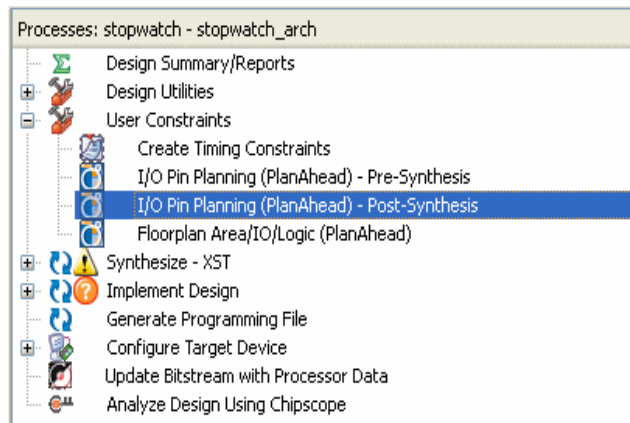 Processes: stopwatch - stopwatch_arch
Design Summary/Reports
Design Utilities
User Constraints
Create Timing Constraints
I/O Pin Planning (PlanAhead) - Pre-Synthesis
I/O Pin Planning (PlanAhead) - Post-Synthesis
Floorplan Area/IO/Logic (PlanAhead)
Synthesize - XST
Implement Design
Generate Programming File
Configure Target Device
Update Bitstream with Processor Data
Analyze Design Using Chipscope